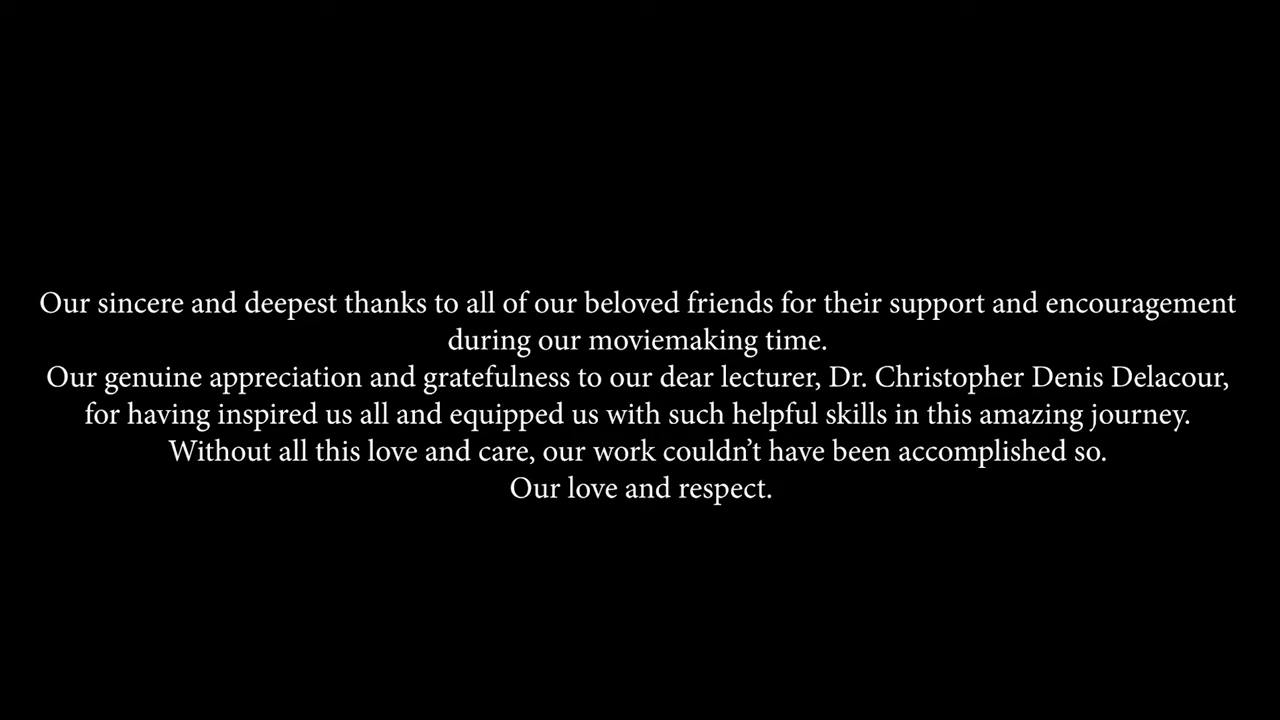 Our sincere and deepest thanks to all of our beloved friends for their support and encouragement
during our moviemaking time.
Our genuine appreciation and gratefulness to our dear lecturer, Dr. Christopher Denis Delacour,
for having inspired us all and equipped us with such helpful skills in this amazing journey.
Without all this love and care, our work couldn’t have been accomplished so.
Our love and respect.